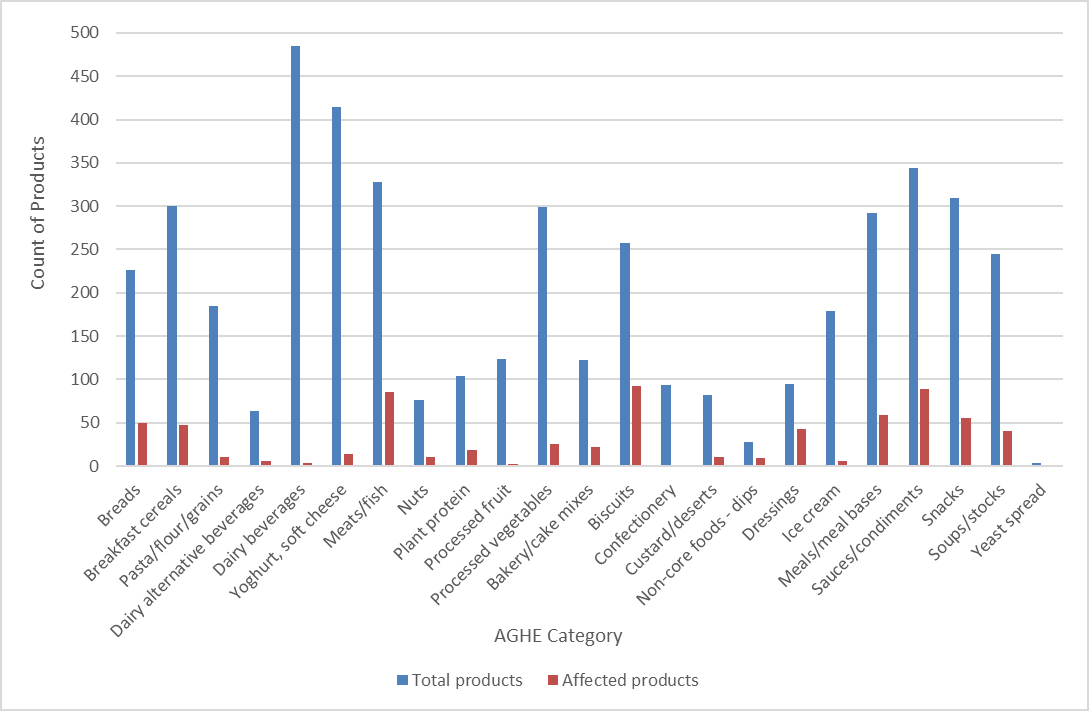 500
450
400
350
300
250
200
150
100
50
0
Count of Products
Breads
Breakfast cereals
Pasta/flour/grains
Dairy alternative beverages
Dairy beverages
Yoghurt, soft cheese
Meats/fish
Nuts
Plant protein
Processed fruit
Processed vegetables
Bakery/cake mixes
Biscuits
Confectionery
Custard/deserts
Non-core foods - dips
Dressings
Ice cream
Meals/meal bases
Sauces/condiments
Snacks
Soups/stocks
Yeast spread
AGHE Category
Total products
Affected products